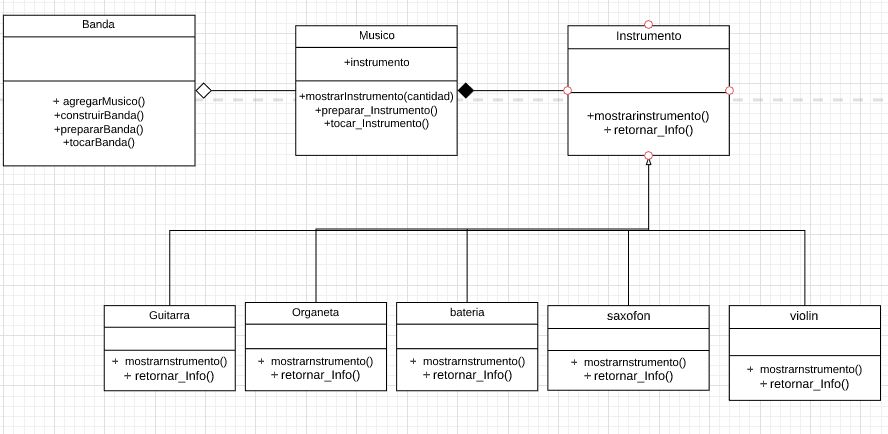 Banda
+ agregarMusico()
+construirBanda()
+prepararBanda()
+tocarBanda()
Musico
+instrumento
+mostrarInstrumento(cantidad)
+preparar_Instrumento()
+tocar_Instrumento()
Instrumento
+mostrarinstrumento()
+ retornar_Info()
Guitarra
+ mostrarnstrumento()
+ retornar_Info()
Organeta
+ mostrarnstrumento()
+ retornar_Info()
bateria
+ mostrarnstrumento()
+ retornar_Info()
saxofon
+ mostrarnstrumento()
+ retornar_Info()
violin
+ mostrarnstrumento()
+ retornar_Info()